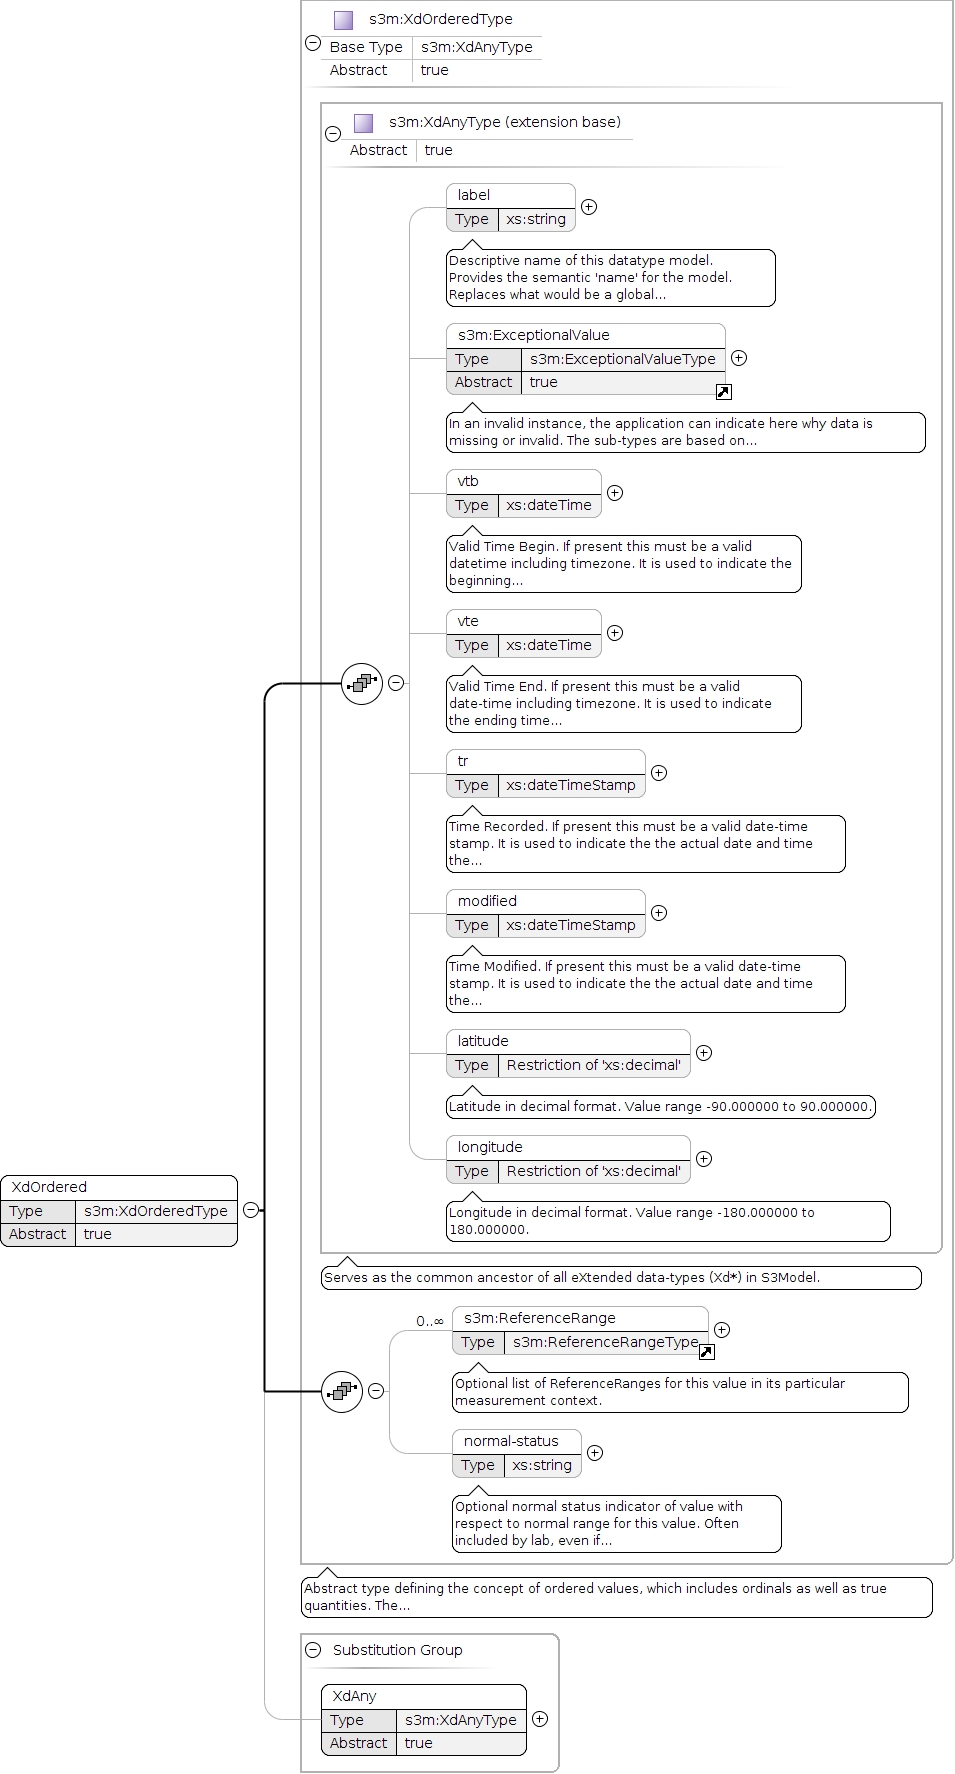 s3m:XdOrderedType
Base Type s3m:XdAnyType
Abstract true
s3m:XdAnyType (extension base)
Abstract true
label
Type xs:string
Descriptive name of this datatype model.
Provides the semantic 'name' for the model.
Replaces what would be a global...
s3m:ExceptionalValue
Type s3m:ExceptionalValueType
Abstract true
In an invalid instance, the application can indicate here why data is
missing or invalid. The sub-types are based on...
vtb
Type xs:dateTime
Valid Time Begin. If present this must be a valid
datetime including timezone. It is used to indicate the
beginning...
vte
Type xs:dateTime
Valid Time End. If present this must be a valid
date-time including timezone. It is used to indicate
the ending time...
tr
Type xs:dateTimeStamp
Time Recorded. If present this must be a valid date-time
stamp. It is used to indicate the the actual date and time
the...
modified
Type xs:dateTimeStamp
Time Modified. If present this must be a valid date-time
stamp. It is used to indicate the the actual date and time
the...
latitude
Type Restriction of 'xs:decimal'
Latitude in decimal format. Value range -90.000000 to 90.000000.
longitude
Type Restriction of 'xs:decimal'
Longitude in decimal format. Value range -180.000000 to
180.000000.
XdOrdered
Type s3m:XdOrderedType
Abstract true
Serves as the common ancestor of all eXtended data-types (Xd*) in S3Model.
0..∞
s3m:ReferenceRange
Type s3m:ReferenceRangeType
Optional list of ReferenceRanges for this value in its particular
measurement context.
normal-status
Type xs:string
Optional normal status indicator of value with
respect to normal range for this value. Often
included by lab, even if...
Abstract type defining the concept of ordered values, which includes ordinals as well as true
quantities. The...
Substitution Group
XdAny
Type s3m:XdAnyType
Abstract true